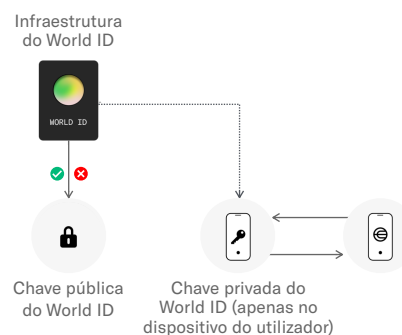 Infraestrutura
do World ID
WORLD ID
Chave pública
do World ID
Chave privada do
World ID (apenas no
dispositivo do utilizador)